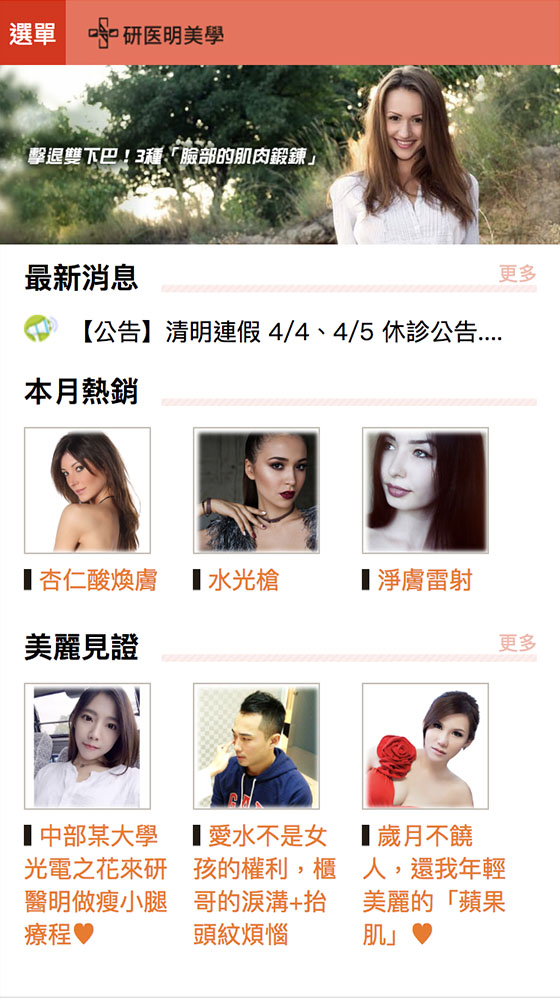 選單
研医明美學
擊退雙下巴！3種「臉部的肌肉鍛鍊」
最新消息
更多
【公告】清明連假 4/4、4/5 休診公告....
本月熱銷
杏仁酸煥膚
水光槍
淨膚雷射
美麗見證
更多
中部某大學
光電之花來研
醫明做瘦小腿
療程♥
愛水不是女
孩的權利，櫃
哥的淚溝+抬
頭紋煩惱
歲月不饒
人，還我年輕
美麗的「蘋果
肌」♥